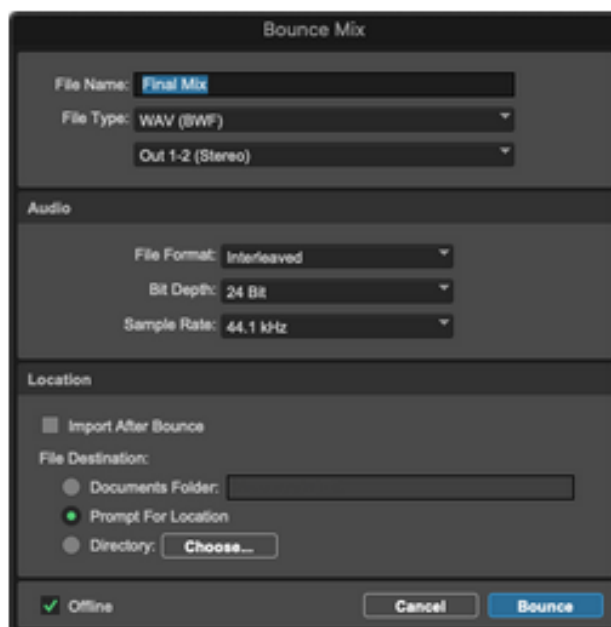 Bounce Mix
File Name: Final Mix
File Type: WAV (BWF)
Out 1-2 (Stereo)
Audio
File Format: Interleaved
Bit Depth: 24 Bit
Sample Rate: 44.1 kHz
Location
Import After Bounce
File Destination:
Documents Folder:
Prompt For Location
Directory: Choose...
Offline Cancel Bounce